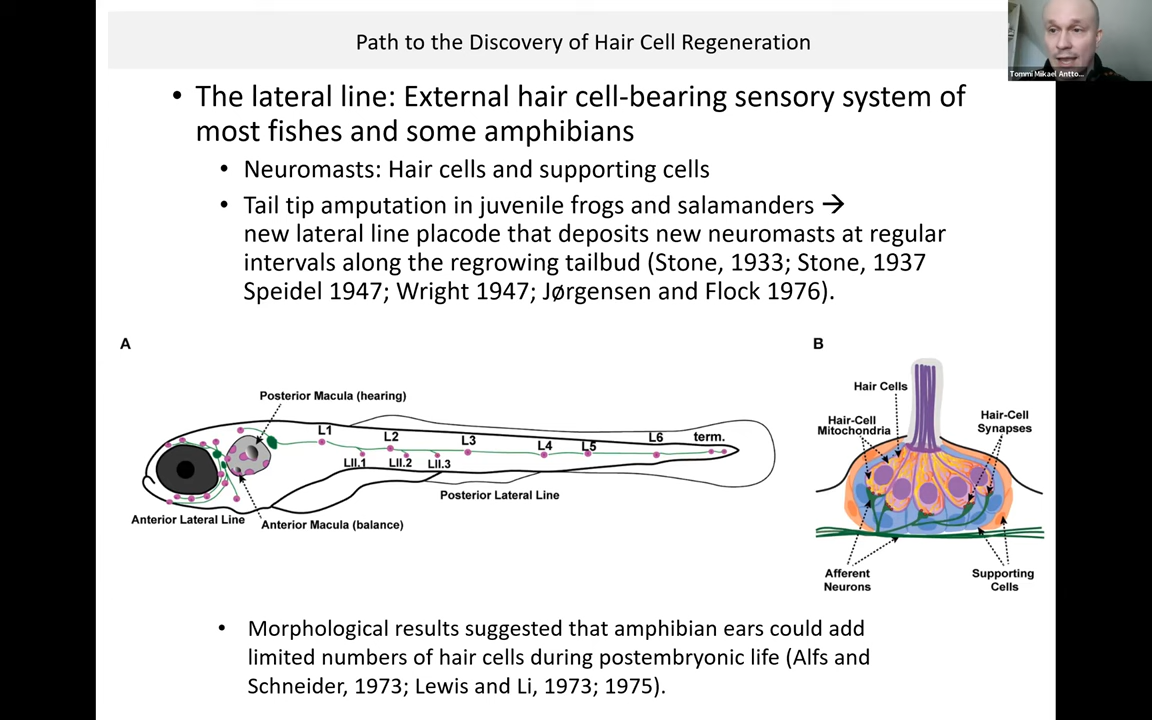 Path to the Discovery of Hair Cell Regeneration
Tommi Mikael Antto...
• The lateral line: External hair cell-bearing sensory system of
most fishes and some amphibians
• Neuromasts: Hair cells and supporting cells
• Tail tip amputation in juvenile frogs and salamanders →
new lateral line placode that deposits new neuromasts at regular
intervals along the regrowing tailbud (Stone, 1933; Stone, 1937
Speidel 1947; Wright 1947; Jørgensen and Flock 1976).
A
Posterior Macula (hearing)
L1
L2
L3
L4
L5
L6
term.
LII.1
LII.2
LII.3
Posterior Lateral Line
Anterior Lateral Line
Anterior Macula (balance)
B
Hair Cells
Hair-Cell
Mitochondria
Hair-Cell
Synapses
Afferent
Neurons
Supporting
Cells
• Morphological results suggested that amphibian ears could add
limited numbers of hair cells during postembryonic life (Alfs and
Schneider, 1973; Lewis and Li, 1973; 1975).